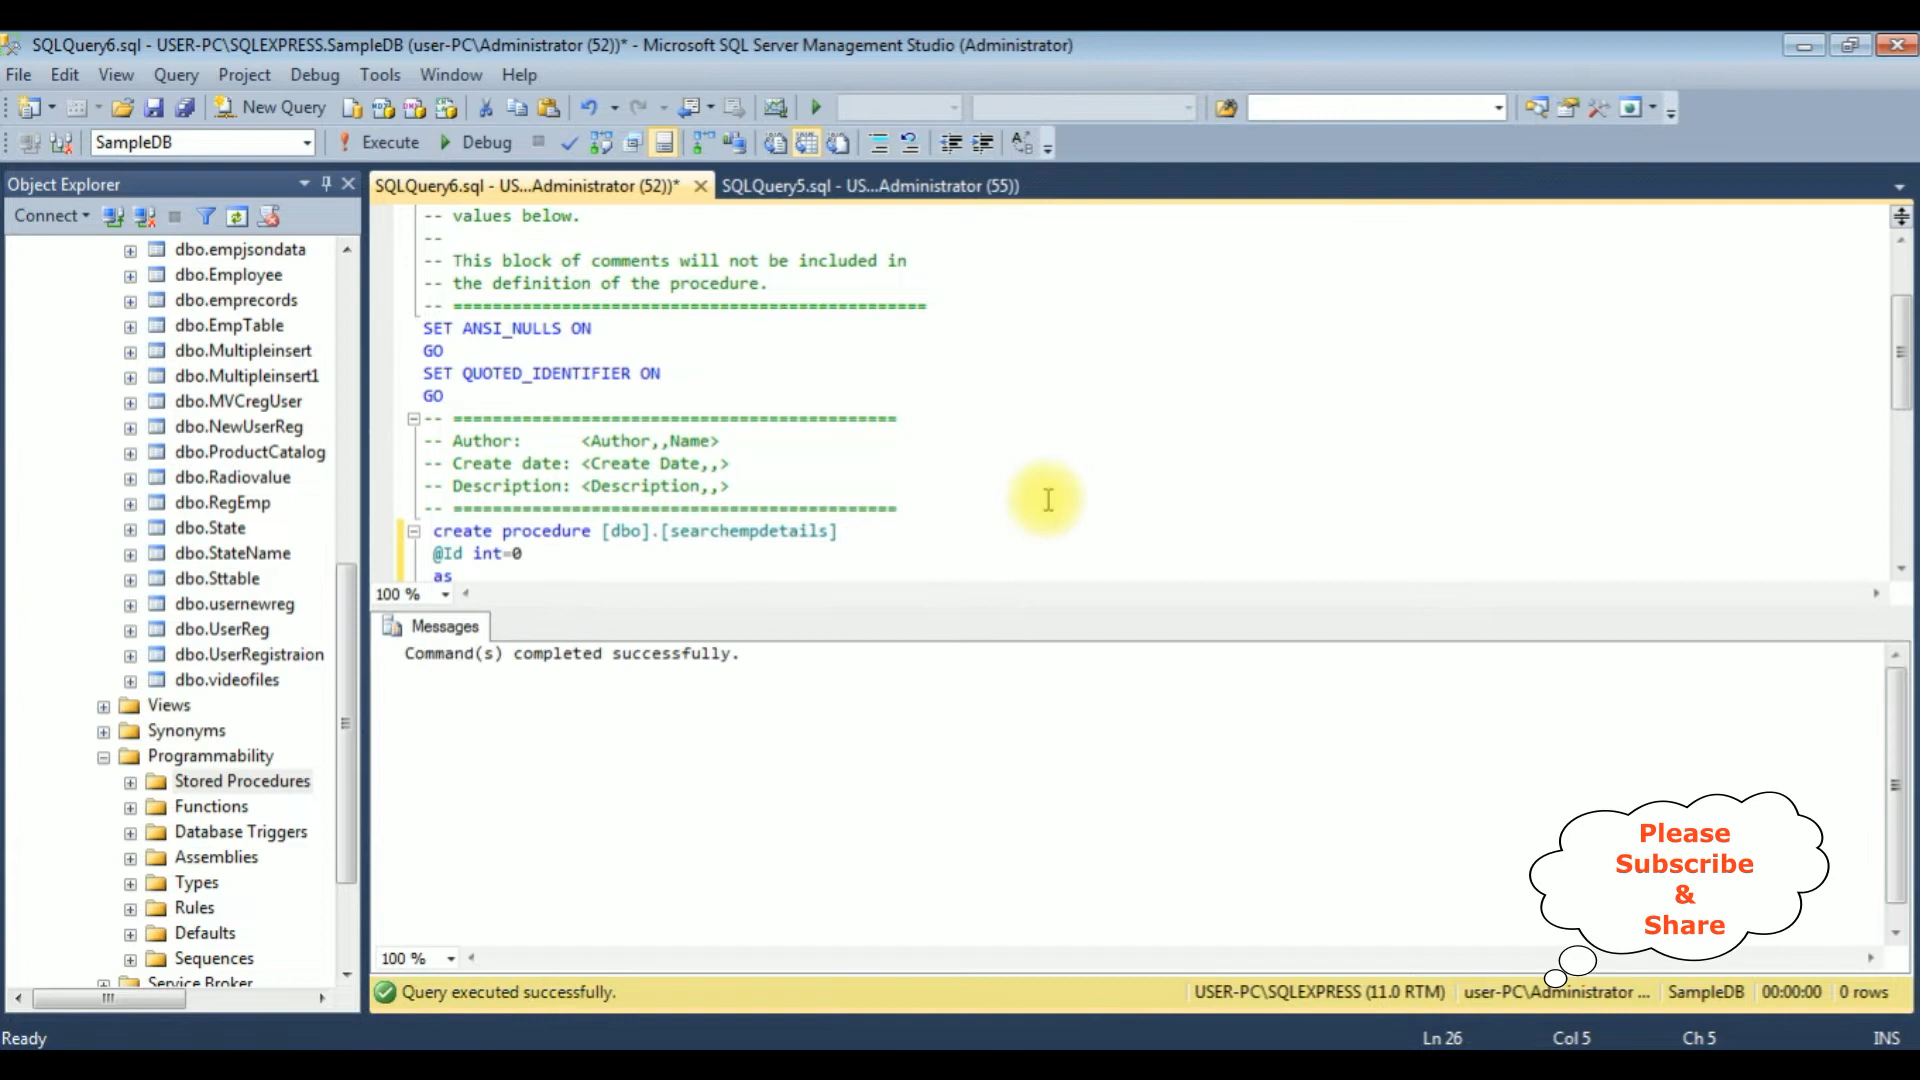 SQLQuery6.sql - USER-PC\SQLEXPRESS.SampleDB (user-PC\Administrator (52))* - Microsoft SQL Server Management Studio (Administrator)
File Edit View Query Project Debug Tools Window Help
New Query
SampleDB Execute Debug
Object Explorer
SQLQuery6.sql - US...Administrator (52))* SQLQuery5.sql - US...Administrator (55))
Connect
dbo.empjsondata
dbo.Employee
dbo.emprecords
dbo.EmpTable
dbo.Multipleinsert
dbo.Multipleinsert1
dbo.MVCregUser
dbo.NewUserReg
dbo.ProductCatalog
dbo.Radiovalue
dbo.RegEmp
dbo.State
dbo.StateName
dbo.Sttable
dbo.usernewreg
dbo.UserReg
dbo.UserRegistraion
dbo.videofiles
Views
Synonyms
Programmability
Stored Procedures
Functions
Database Triggers
Assemblies
Types
Rules
Defaults
Sequences
Service Broker
-- values below.
--
-- This block of comments will not be included in
-- the definition of the procedure.
-- ================================================
SET ANSI_NULLS ON
GO
SET QUOTED_IDENTIFIER ON
GO
-- =============================================
-- Author:      <Author,,Name>
-- Create date: <Create Date,,>
-- Description: <Description,,>
-- =============================================
create procedure [dbo].[searchempdetails]
@Id int=0
as
100 %
Messages
Command(s) completed successfully.
Please
Subscribe
&
Share
100 %
Query executed successfully. USER-PC\SQLEXPRESS (11.0 RTM) user-PC\Administrator ... SampleDB 00:00:00 0 rows
Ready Ln 26 Col 5 Ch 5 INS